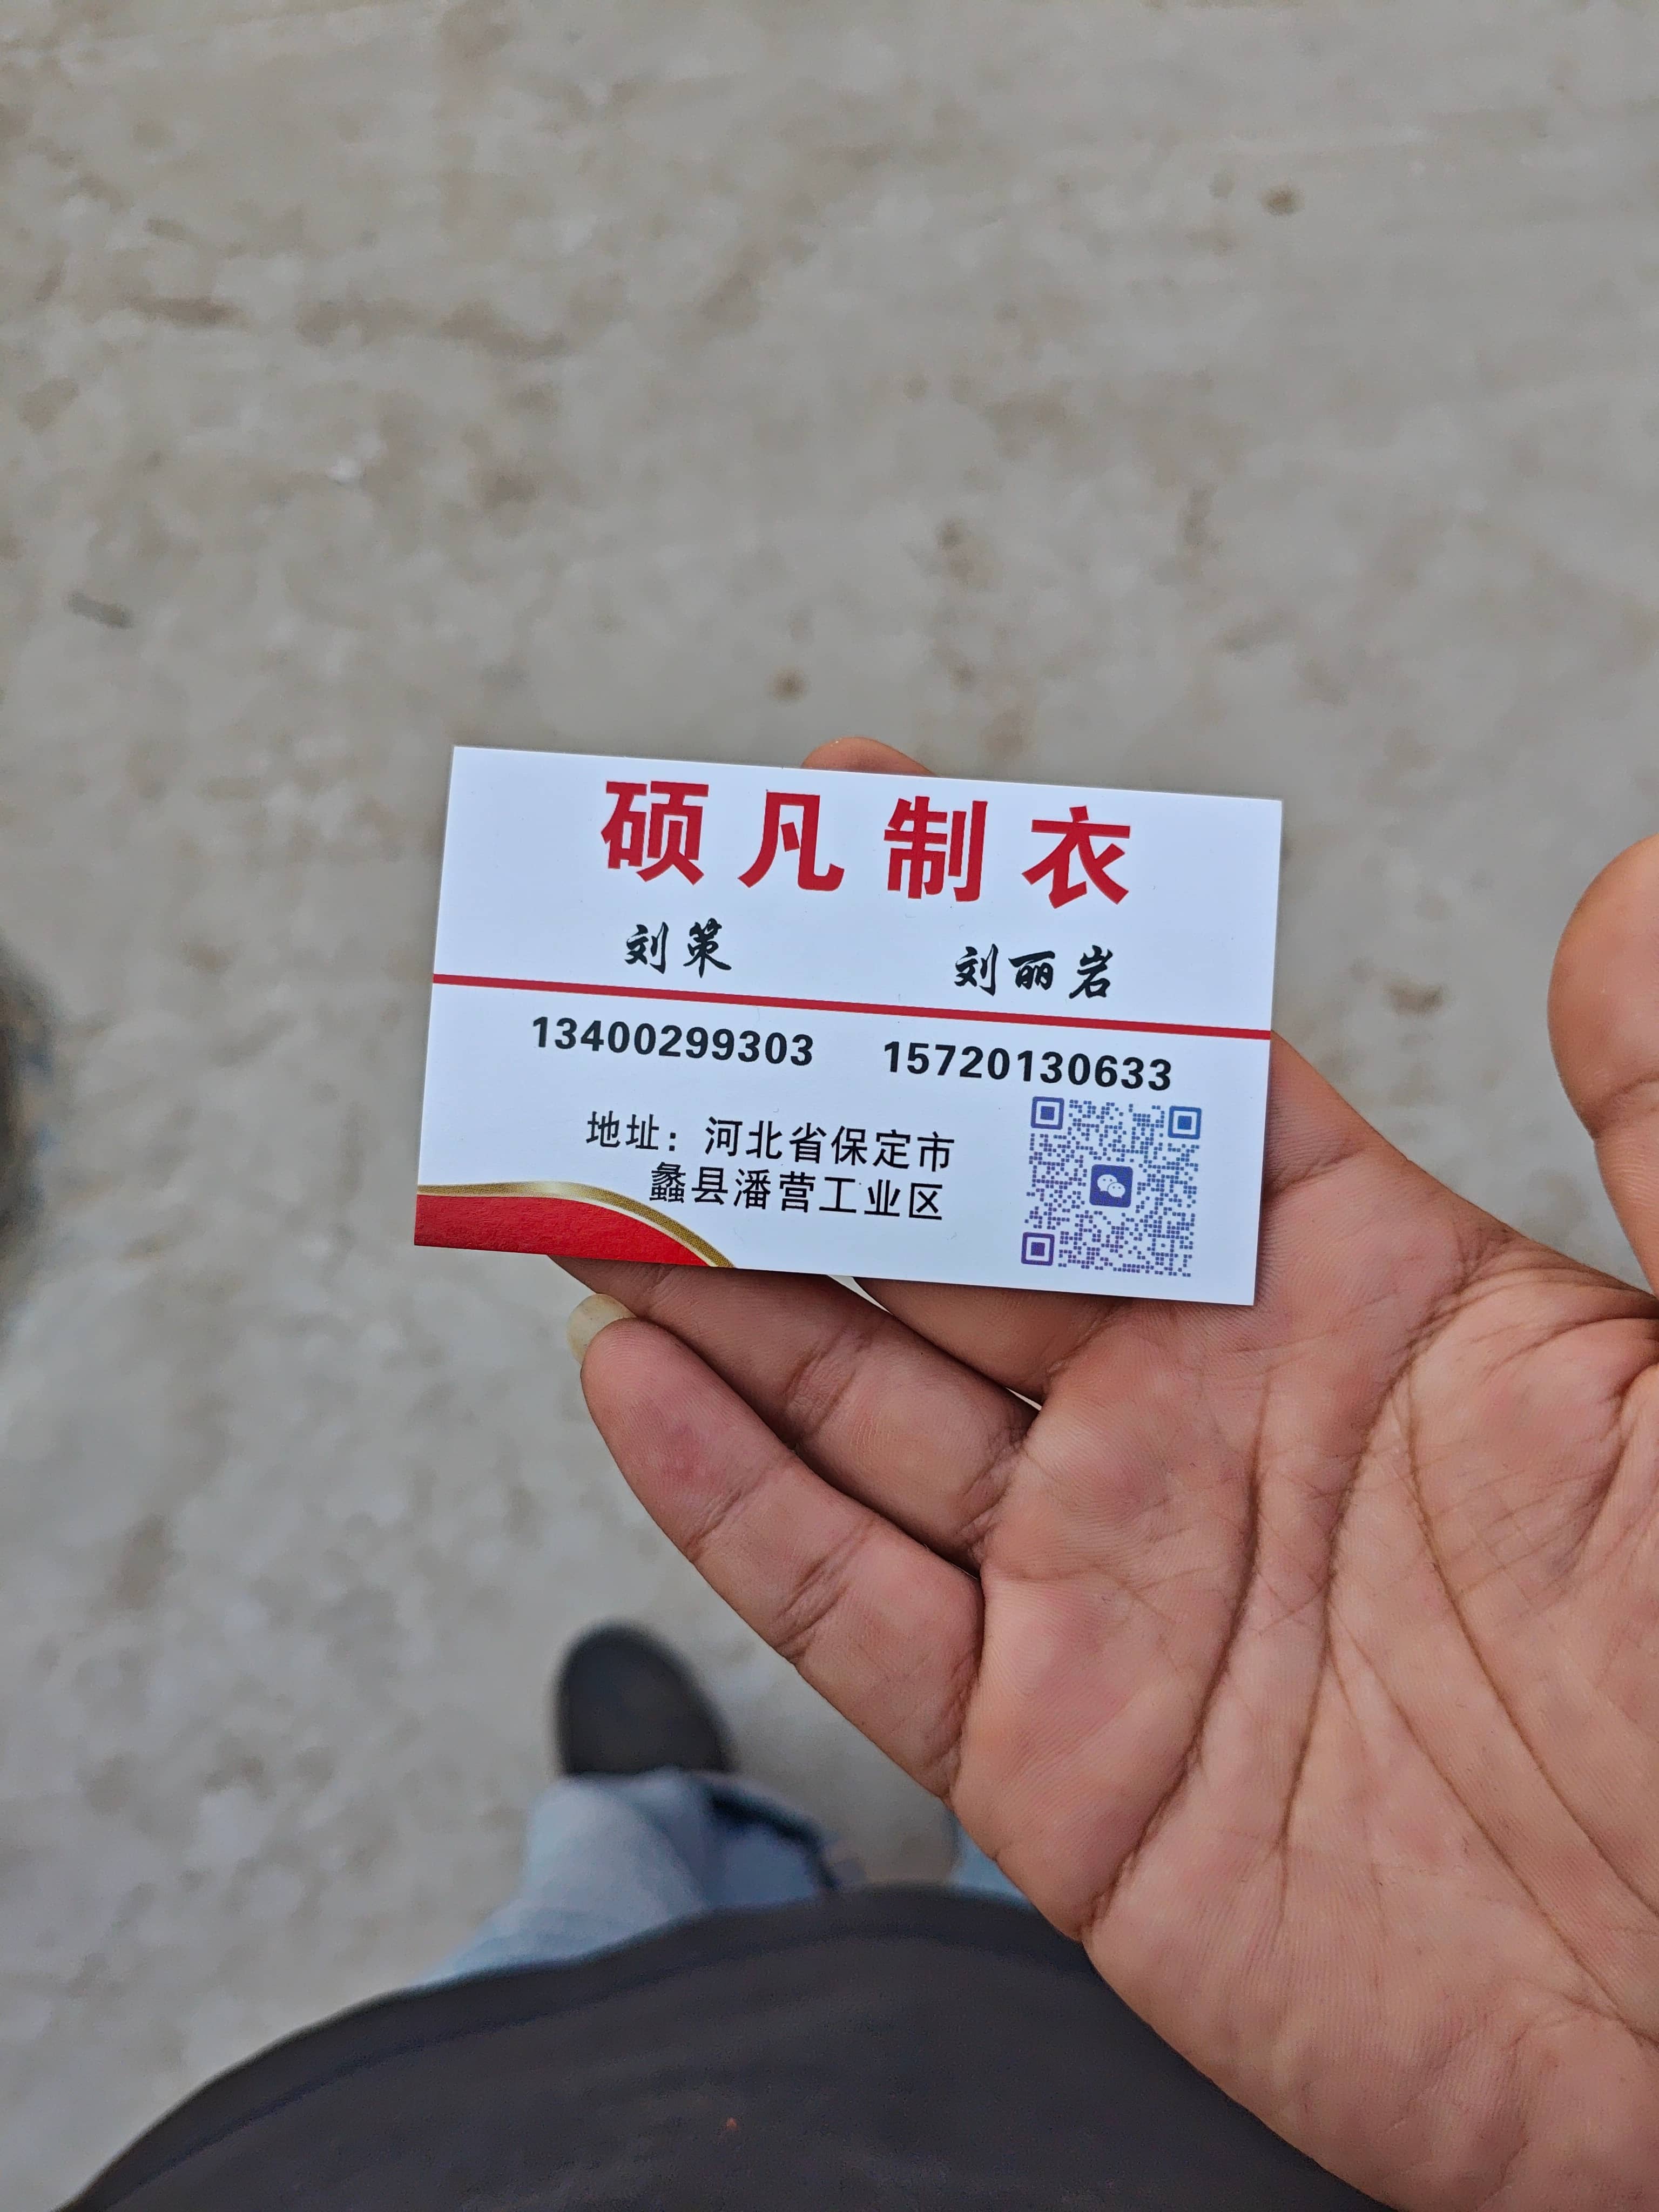 硕凡制衣
刘策 刘丽岩
13400299303 15720130633
地址：河北省保定市
蠡县潘营工业区